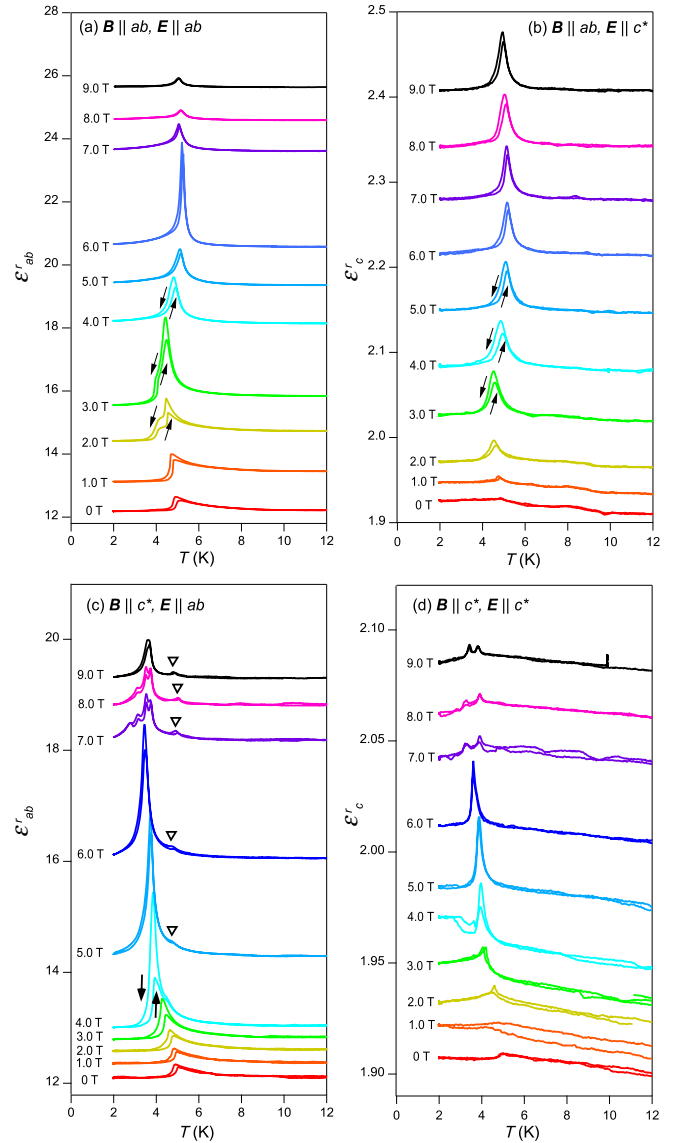 (a) B || ab, E || ab
28
26
24
22
20
18
16
14
12
ε^r_ab
9.0 T
8.0 T
7.0 T
6.0 T
5.0 T
4.0 T
3.0 T
2.0 T
1.0 T
0 T
0 2 4 6 8 10 12
T (K)
(b) B || ab, E || c*
2.5
2.4
2.3
2.2
2.1
2.0
1.9
ε^r_c
9.0 T
8.0 T
7.0 T
6.0 T
5.0 T
4.0 T
3.0 T
2.0 T
1.0 T
0 T
0 2 4 6 8 10 12
T (K)
(c) B || c*, E || ab
20
18
16
14
12
ε^r_ab
9.0 T
8.0 T
7.0 T
6.0 T
5.0 T
4.0 T
3.0 T
2.0 T
1.0 T
0 T
0 2 4 6 8 10 12
T (K)
(d) B || c*, E || c*
2.10
2.05
2.00
1.95
1.90
ε^r_c
9.0 T
8.0 T
7.0 T
6.0 T
5.0 T
4.0 T
3.0 T
2.0 T
1.0 T
0 T
0 2 4 6 8 10 12
T (K)